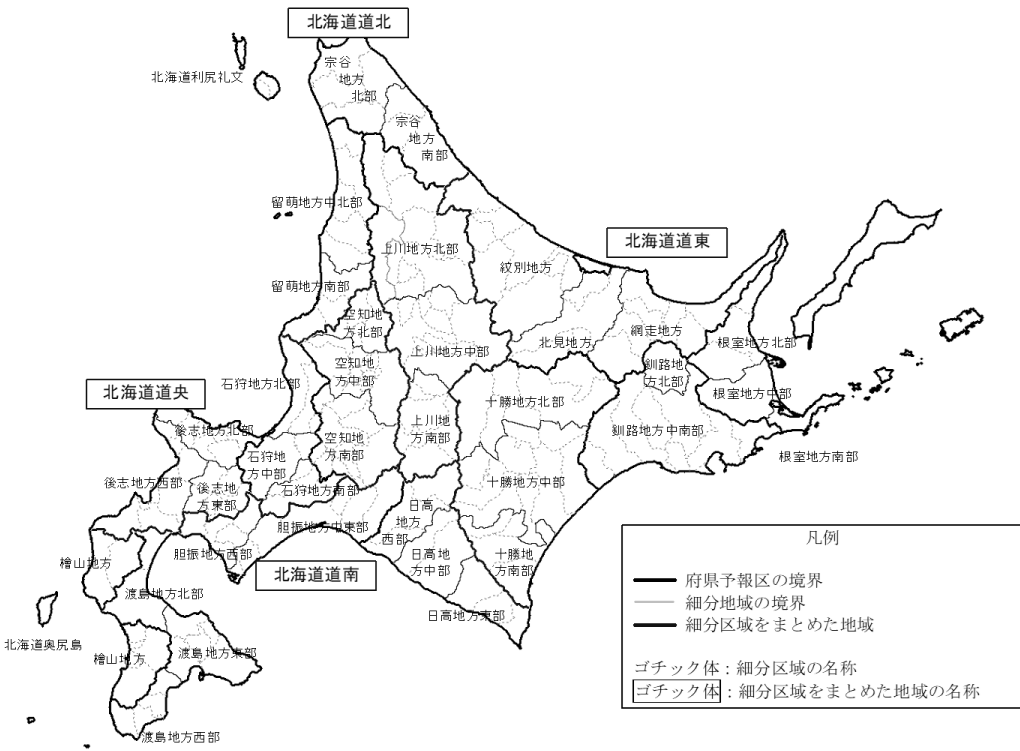 北海道道北
宗谷
地方
北部
北海道利尻礼文
宗谷
地方
南部
留萌地方中北部
北海道道東
上川地方北部
紋別地方
留萌地方南部
空知地
方北部
網走地方
北見地方
根室地方北部
上川地方中部
空知地
方中部
釧路地
方北部
石狩地方北部
北海道道央
根室地方中部
十勝地方北部
上川地
方南部
後志地方北部
空知地
方南部
釧路地方中南部
石狩地
方中部
根室地方南部
後志地方西部
後志地
方東部
石狩地方南部
十勝地方中部
日高
地方
西部
胆振地方中東部
胆振地方西部
日高地
方中部
十勝地
方南部
檜山地方
北海道道南
渡島地方北部
日高地方東部
北海道奥尻島
檜山地方
渡島地方東部
渡島地方西部
凡例
府県予報区の境界
細分地域の境界
細分区域をまとめた地域
ゴチック体：細分区域の名称
ゴチック体：細分区域をまとめた地域の名称